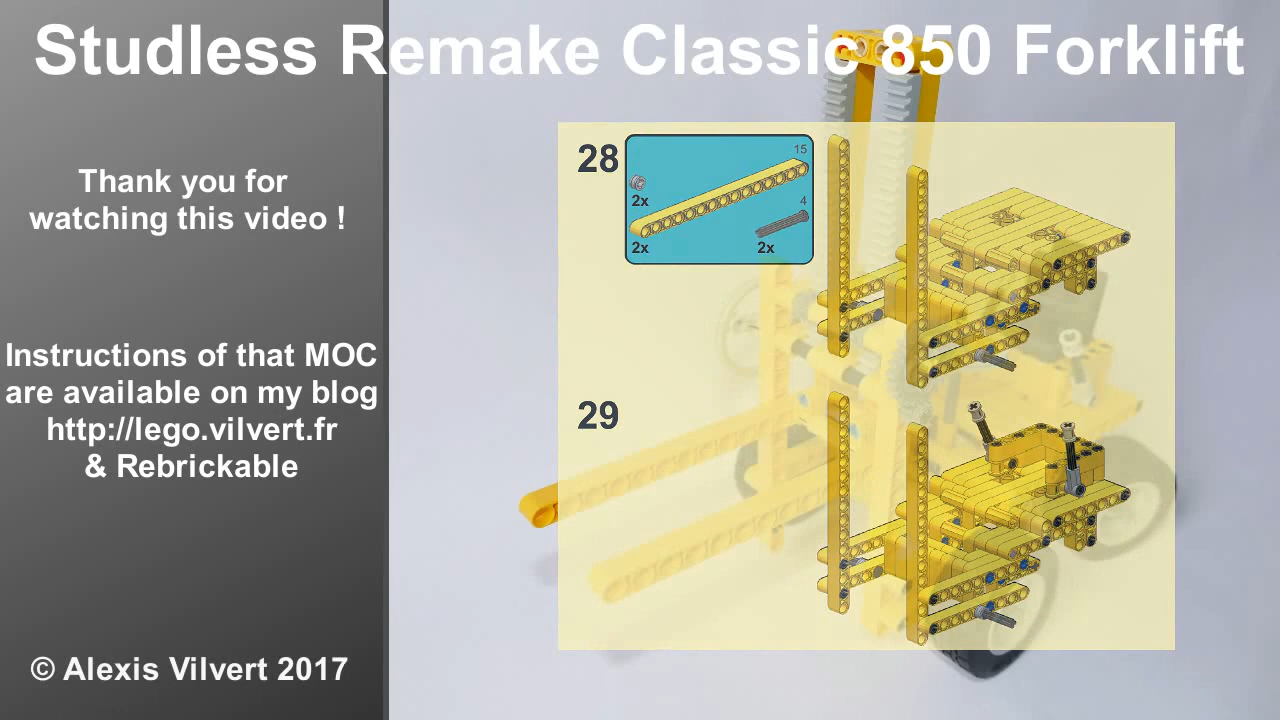 Studless Remake Classic 850 Forklift
Thank you for
watching this video !
Instructions of that MOC
are available on my blog
http://lego.vilvert.fr
& Rebrickable
© Alexis Vilvert 2017
28
15
2x
4
2x
2x
29